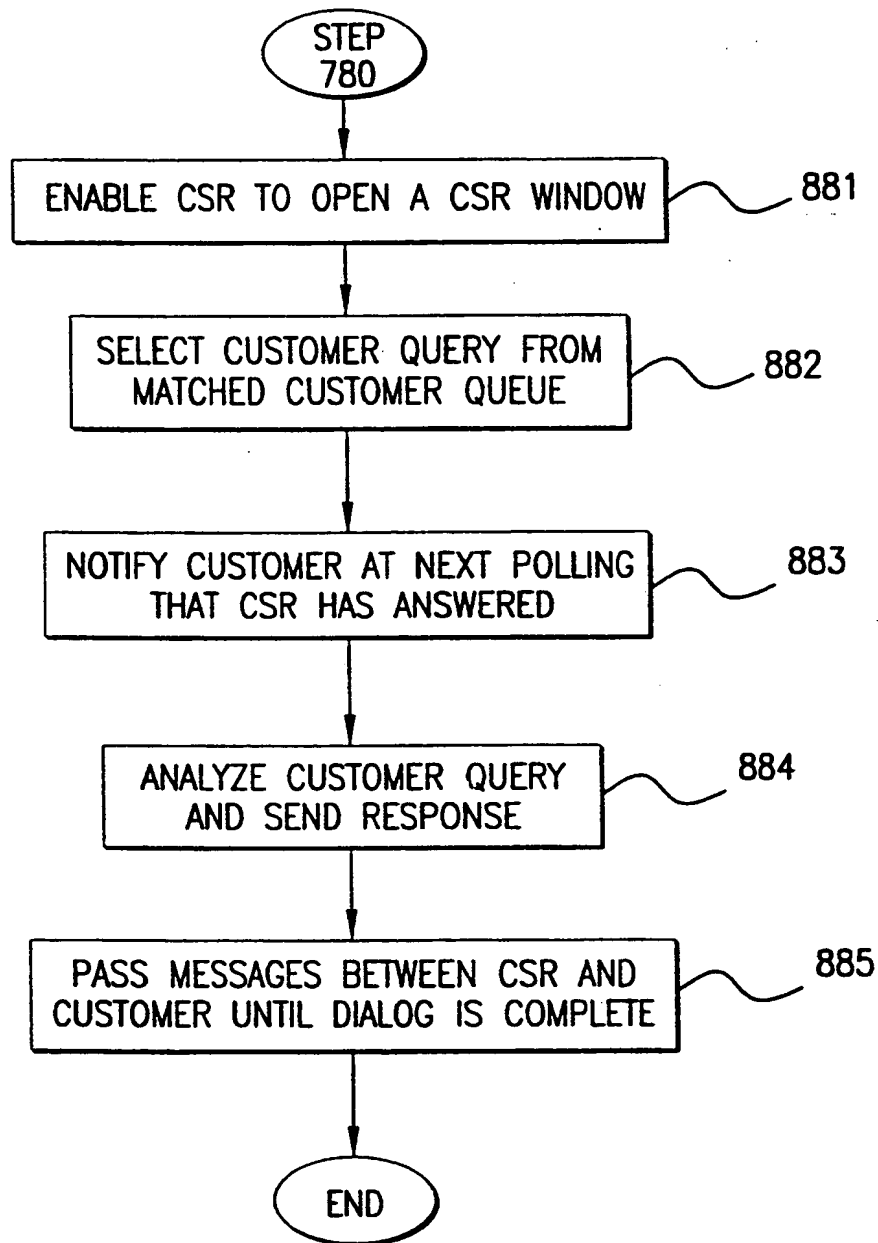 STEP
780
ENABLE CSR TO OPEN A CSR WINDOW
881
SELECT CUSTOMER QUERY FROM
MATCHED CUSTOMER QUEUE
882
NOTIFY CUSTOMER AT NEXT POLLING
THAT CSR HAS ANSWERED
883
ANALYZE CUSTOMER QUERY
AND SEND RESPONSE
884
PASS MESSAGES BETWEEN CSR AND
CUSTOMER UNTIL DIALOG IS COMPLETE
885
END